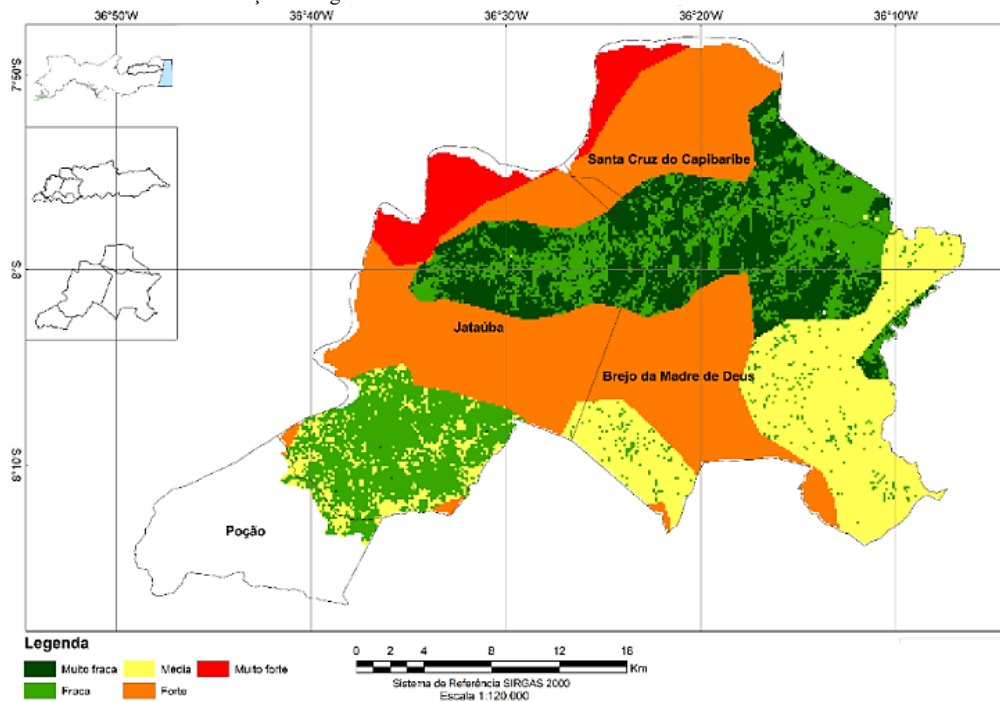 36°50'W 36°40'W 36°30'W 36°20'W 36°10'W
7°50'S
Santa Cruz do Capibaribe
8°S
Jataúba
Brejo da Madre de Deus
8°10'S
Poção
Legenda
Muito fraca Média Muito forte
Fraca Forte
0 2 4 8 12 16
Km
Sistema de Referência SIRGAS 2000
Escala 1:120.000